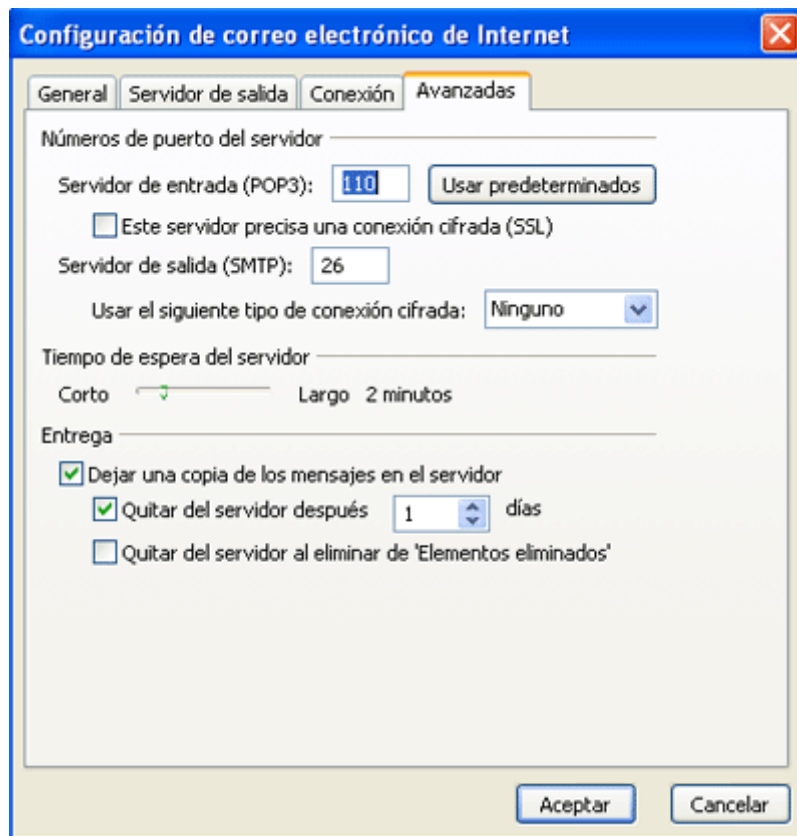 Configuración de correo electrónico de Internet
General Servidor de salida Conexión Avanzadas
Números de puerto del servidor
Servidor de entrada (POP3): 110 Usar predeterminados
Este servidor precisa una conexión cifrada (SSL)
Servidor de salida (SMTP): 26
Usar el siguiente tipo de conexión cifrada: Ninguno
Tiempo de espera del servidor
Corto Largo 2 minutos
Entrega
Dejar una copia de los mensajes en el servidor
Quitar del servidor después 1 días
Quitar del servidor al eliminar de 'Elementos eliminados'
Aceptar Cancelar